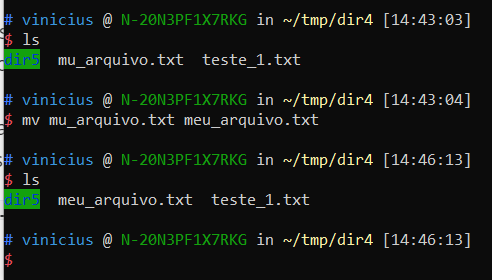 # vinicius @ N-20N3PF1X7RKG in ~/tmp/dir4 [14:43:03]
$ ls
dir5 mu_arquivo.txt teste_1.txt
# vinicius @ N-20N3PF1X7RKG in ~/tmp/dir4 [14:43:04]
$ mv mu_arquivo.txt meu_arquivo.txt
# vinicius @ N-20N3PF1X7RKG in ~/tmp/dir4 [14:46:13]
$ ls
dir5 meu_arquivo.txt teste_1.txt
# vinicius @ N-20N3PF1X7RKG in ~/tmp/dir4 [14:46:13]
$